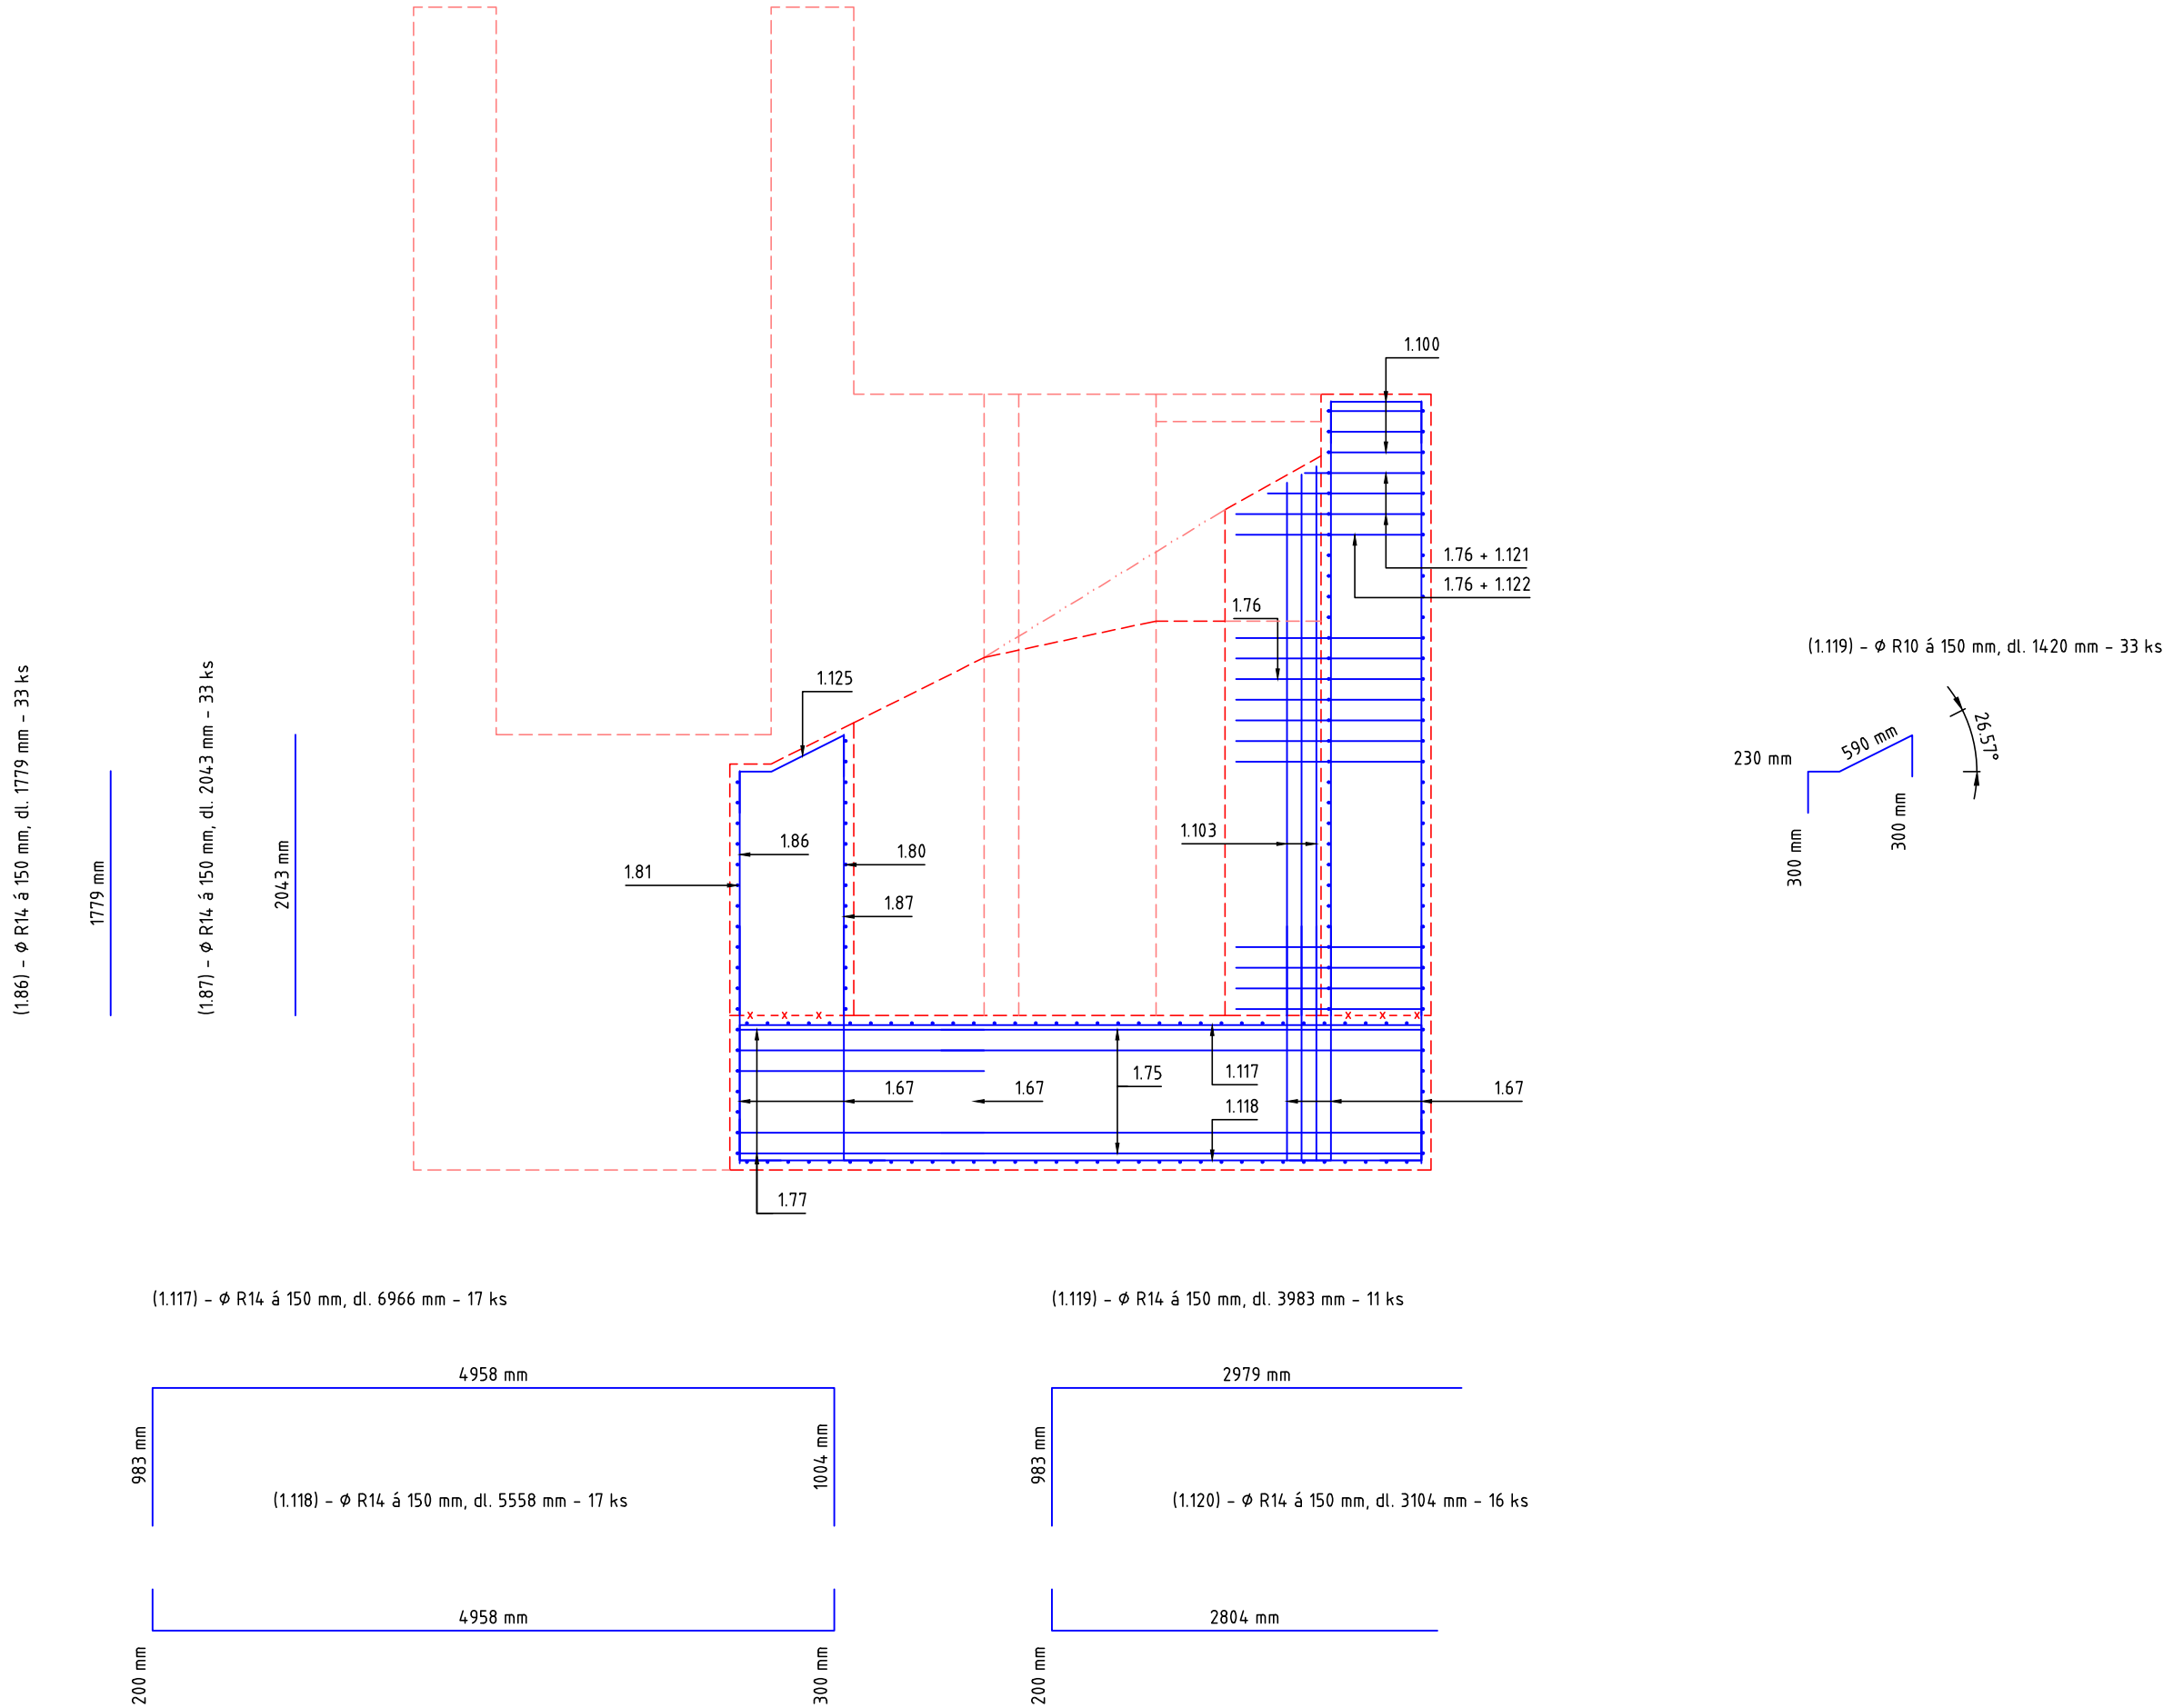 1.100
1.76 + 1.121
1.76 + 1.122
1.76
1.125
1.103
1.86
1.80
1.81
1.87
x x x
x x x
1.67
1.67
1.75
1.117
1.118
1.67
1.77
(1.86) - Ø R14 á 150 mm, dl. 1779 mm - 33 ks
1779 mm
(1.87) - Ø R14 á 150 mm, dl. 2043 mm - 33 ks
2043 mm
(1.119) - Ø R10 á 150 mm, dl. 1420 mm - 33 ks
230 mm
590 mm
26.57°
300 mm
300 mm
(1.117) - Ø R14 á 150 mm, dl. 6966 mm - 17 ks
4958 mm
983 mm
1004 mm
(1.118) - Ø R14 á 150 mm, dl. 5558 mm - 17 ks
4958 mm
200 mm
300 mm
(1.119) - Ø R14 á 150 mm, dl. 3983 mm - 11 ks
2979 mm
983 mm
(1.120) - Ø R14 á 150 mm, dl. 3104 mm - 16 ks
2804 mm
200 mm